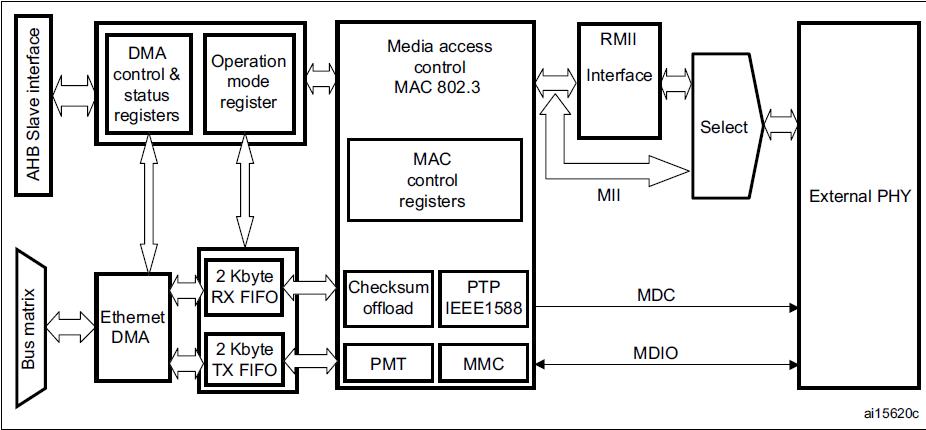 AHB Slave interface
DMA
control &
status
registers
Operation
mode
register
Media access
control
MAC 802.3
RMII
Interface
Select
External PHY
MAC
control
registers
MII
Bus matrix
Ethernet
DMA
2 Kbyte
RX FIFO
2 Kbyte
TX FIFO
Checksum
offload
PTP
IEEE1588
PMT
MMC
MDC
MDIO
ai15620c